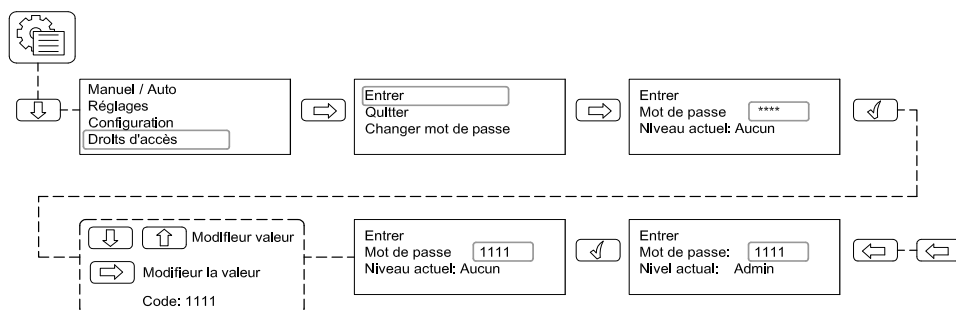 Manuel / Auto
Réglages
Configuration
Droits d'accès
Entrer
Quitter
Changer mot de passe
Entrer
Mot de passe ****
Niveau actuel: Aucun
Modifieur valeur
Modifieur la valeur
Code: 1111
Entrer
Mot de passe 1111
Niveau actuel: Aucun
Entrer
Mot de passe: 1111
Nivel actual: Admin